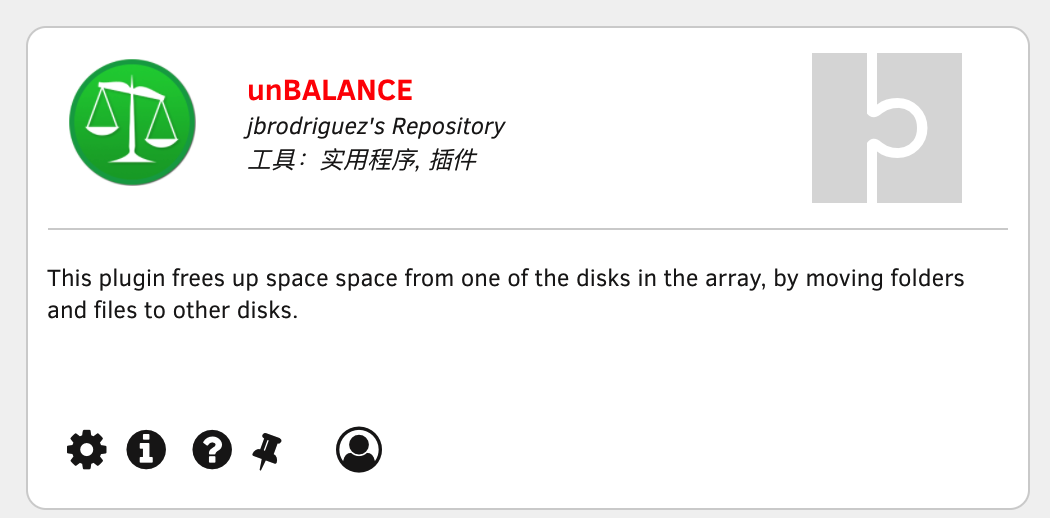 unBALANCE
jbrodriguez's Repository
工具：实用程序, 插件
This plugin frees up space space from one of the disks in the array, by moving folders
and files to other disks.